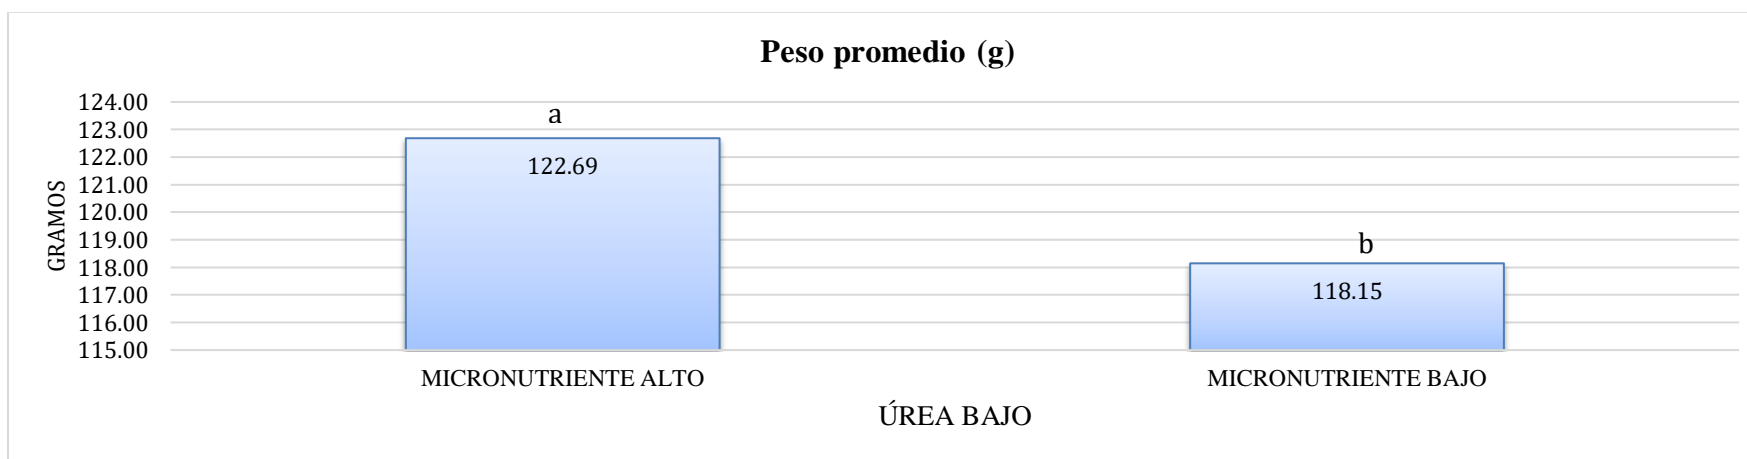 Peso promedio (g)
124.00
123.00
122.00
121.00
120.00
119.00
118.00
117.00
116.00
115.00
GRAMOS
a
122.69
b
118.15
MICRONUTRIENTE ALTO
MICRONUTRIENTE BAJO
ÚREA BAJO